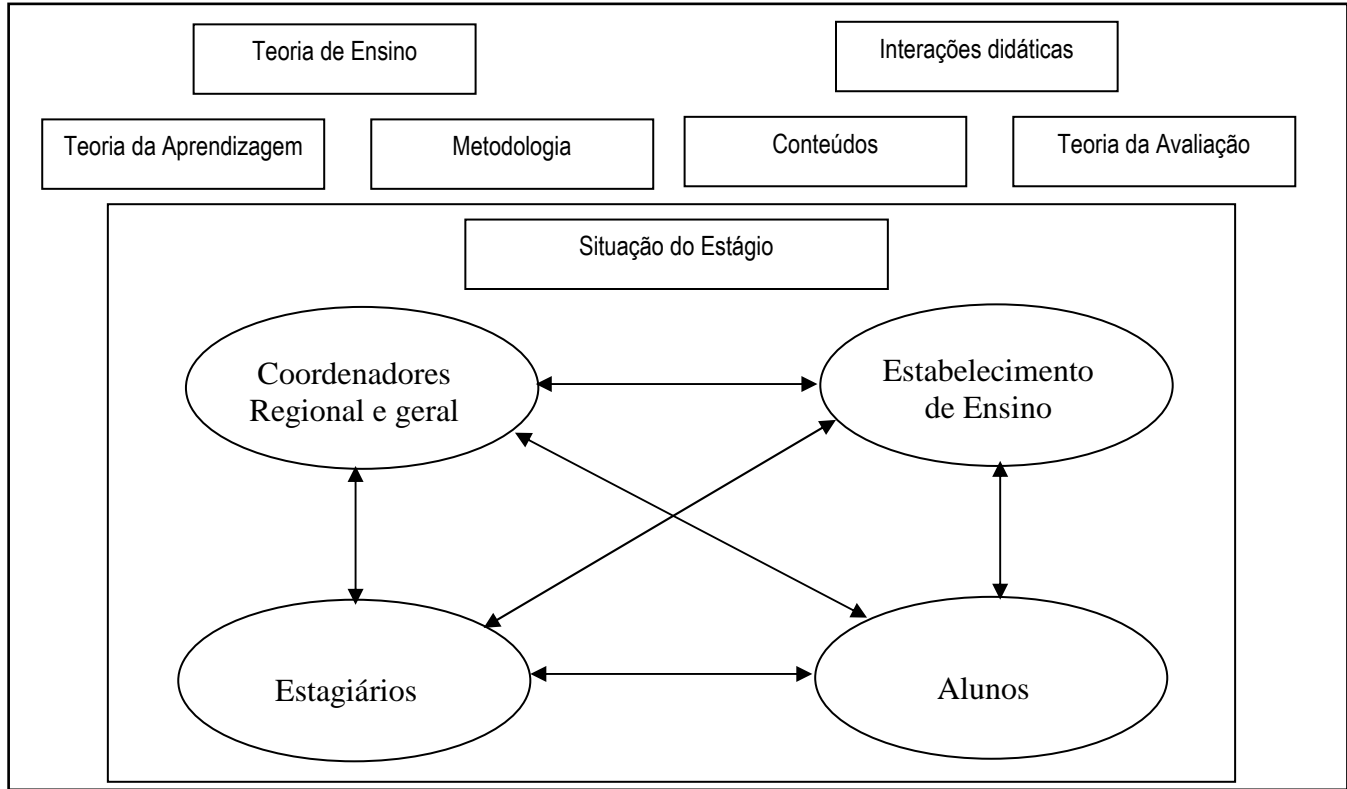 Teoria de Ensino
Interações didáticas
Teoria da Aprendizagem
Metodologia
Conteúdos
Teoria da Avaliação
Situação do Estágio
Coordenadores
Regional e geral
Estabelecimento
de Ensino
Estagiários
Alunos